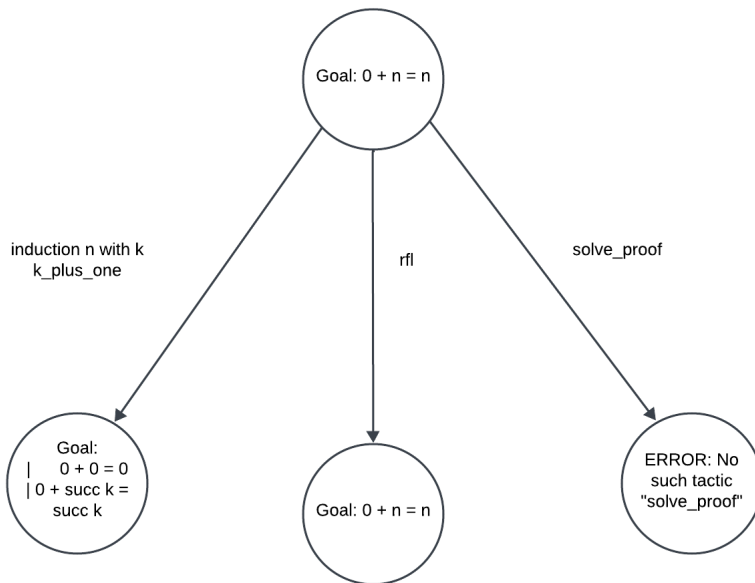 Goal: 0 + n = n
induction n with k
k_plus_one
rfl
solve_proof
Goal:
| 0 + 0 = 0
| 0 + succ k =
succ k
Goal: 0 + n = n
ERROR: No
such tactic
"solve_proof"